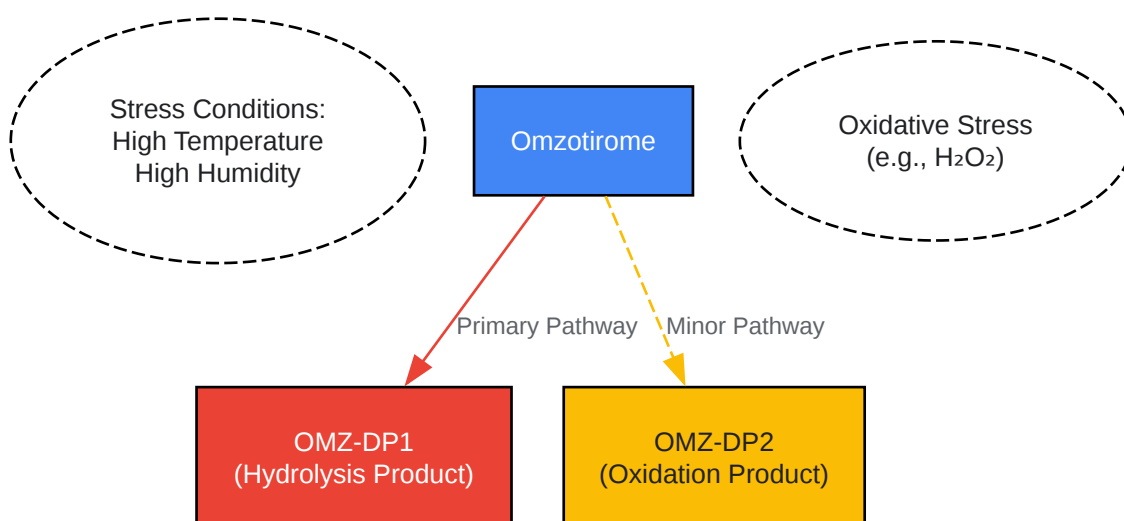 Stress Conditions:
High Temperature
High Humidity
Omzotirome
Oxidative Stress
(e.g., H₂O₂)
Primary Pathway
Minor Pathway
OMZ-DP1
(Hydrolysis Product)
OMZ-DP2
(Oxidation Product)